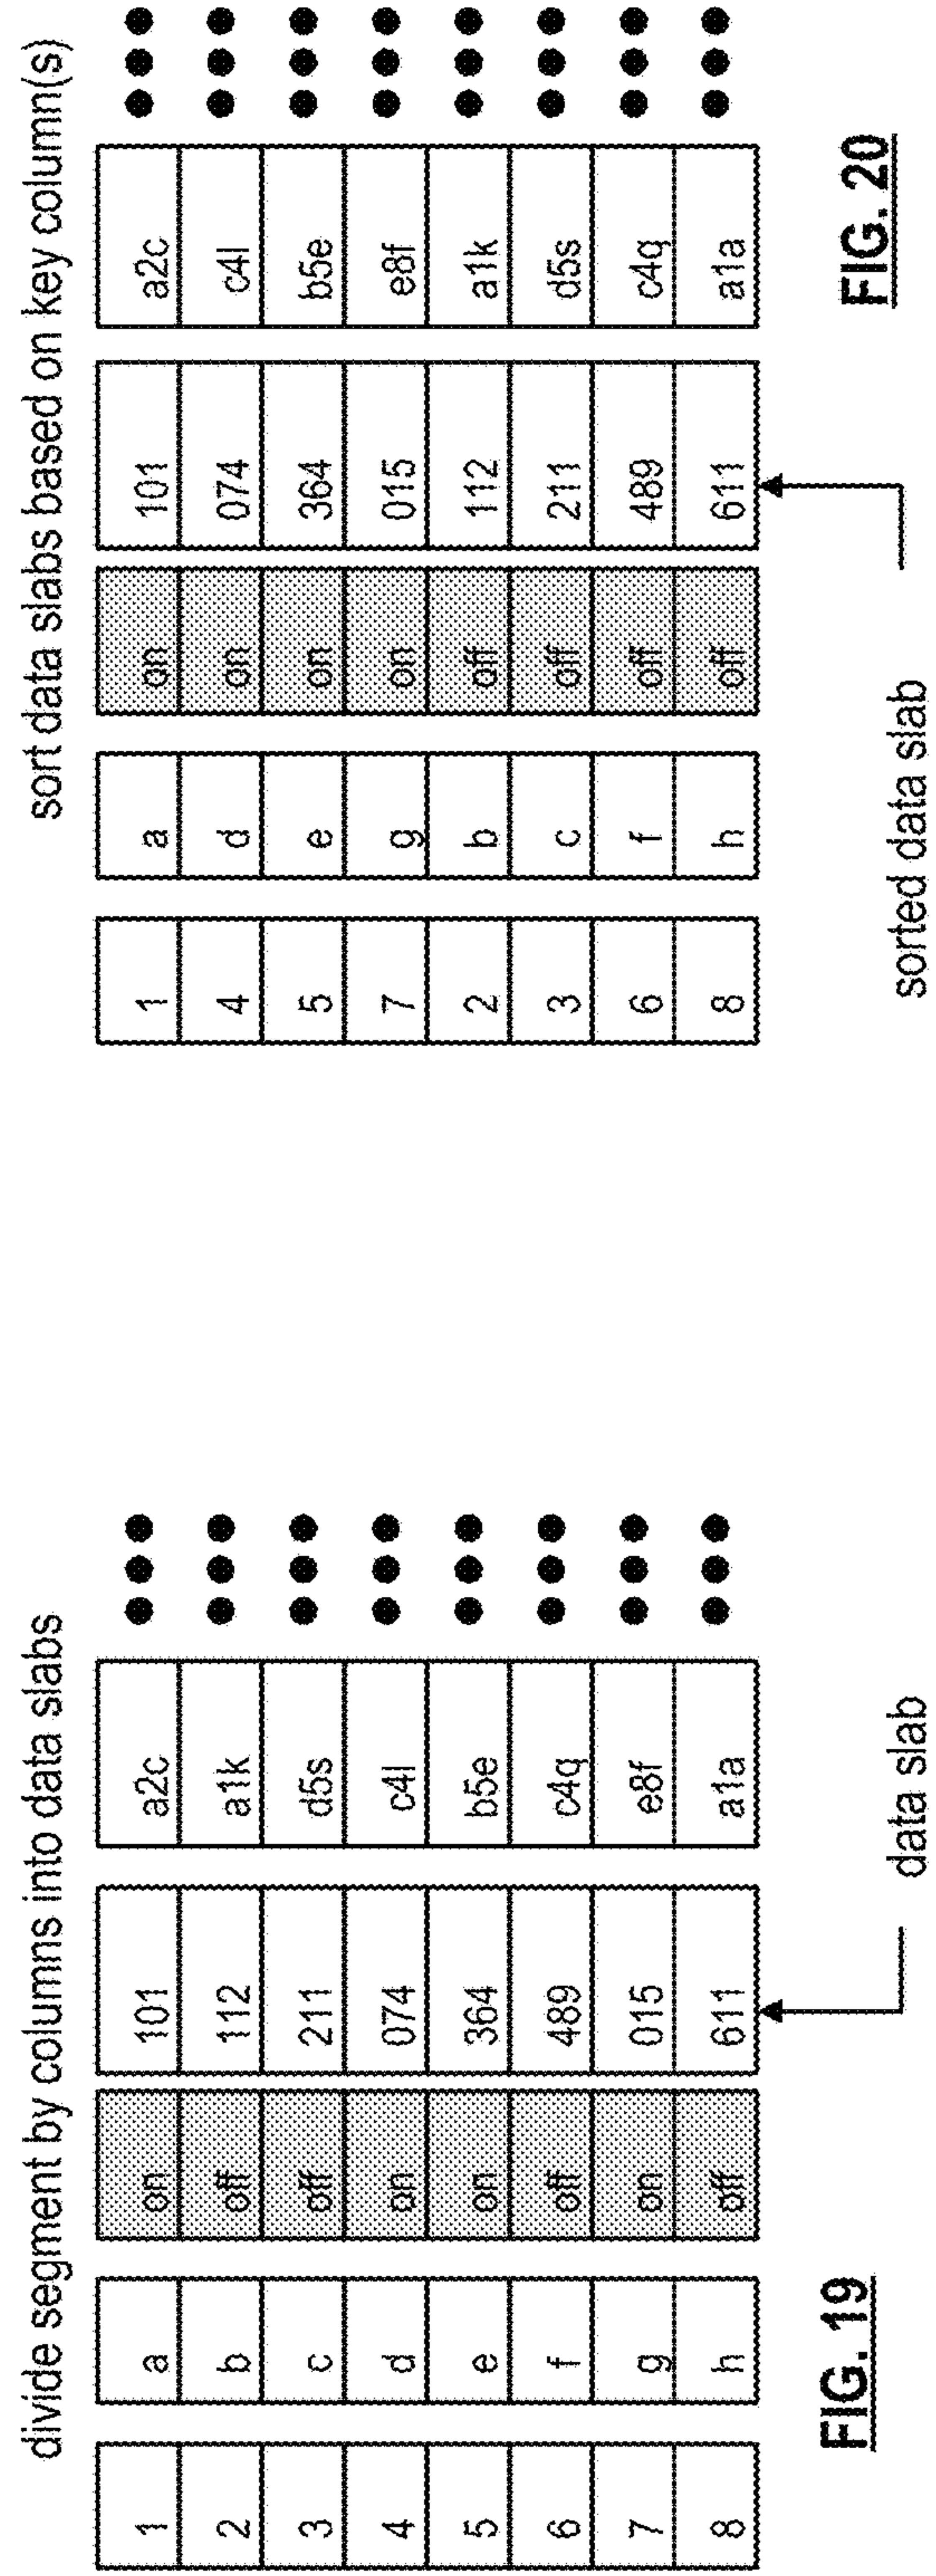 divide segment by columns into data slabs
1 a on 101 a2c
2 b off 112 a1k
3 c off 211 d5s
4 d on 074 c4l
5 e on 364 b5e
6 f off 489 c4q
7 g on 015 e8f
8 h off 611 a1a
data slab
FIG. 19
sort data slabs based on key column(s)
1 a on 101 a2c
4 d on 074 c4l
5 e on 364 b5e
7 g on 015 e8f
2 b off 112 a1k
3 c off 211 d5s
6 f off 489 c4q
8 h off 611 a1a
sorted data slab
FIG. 20